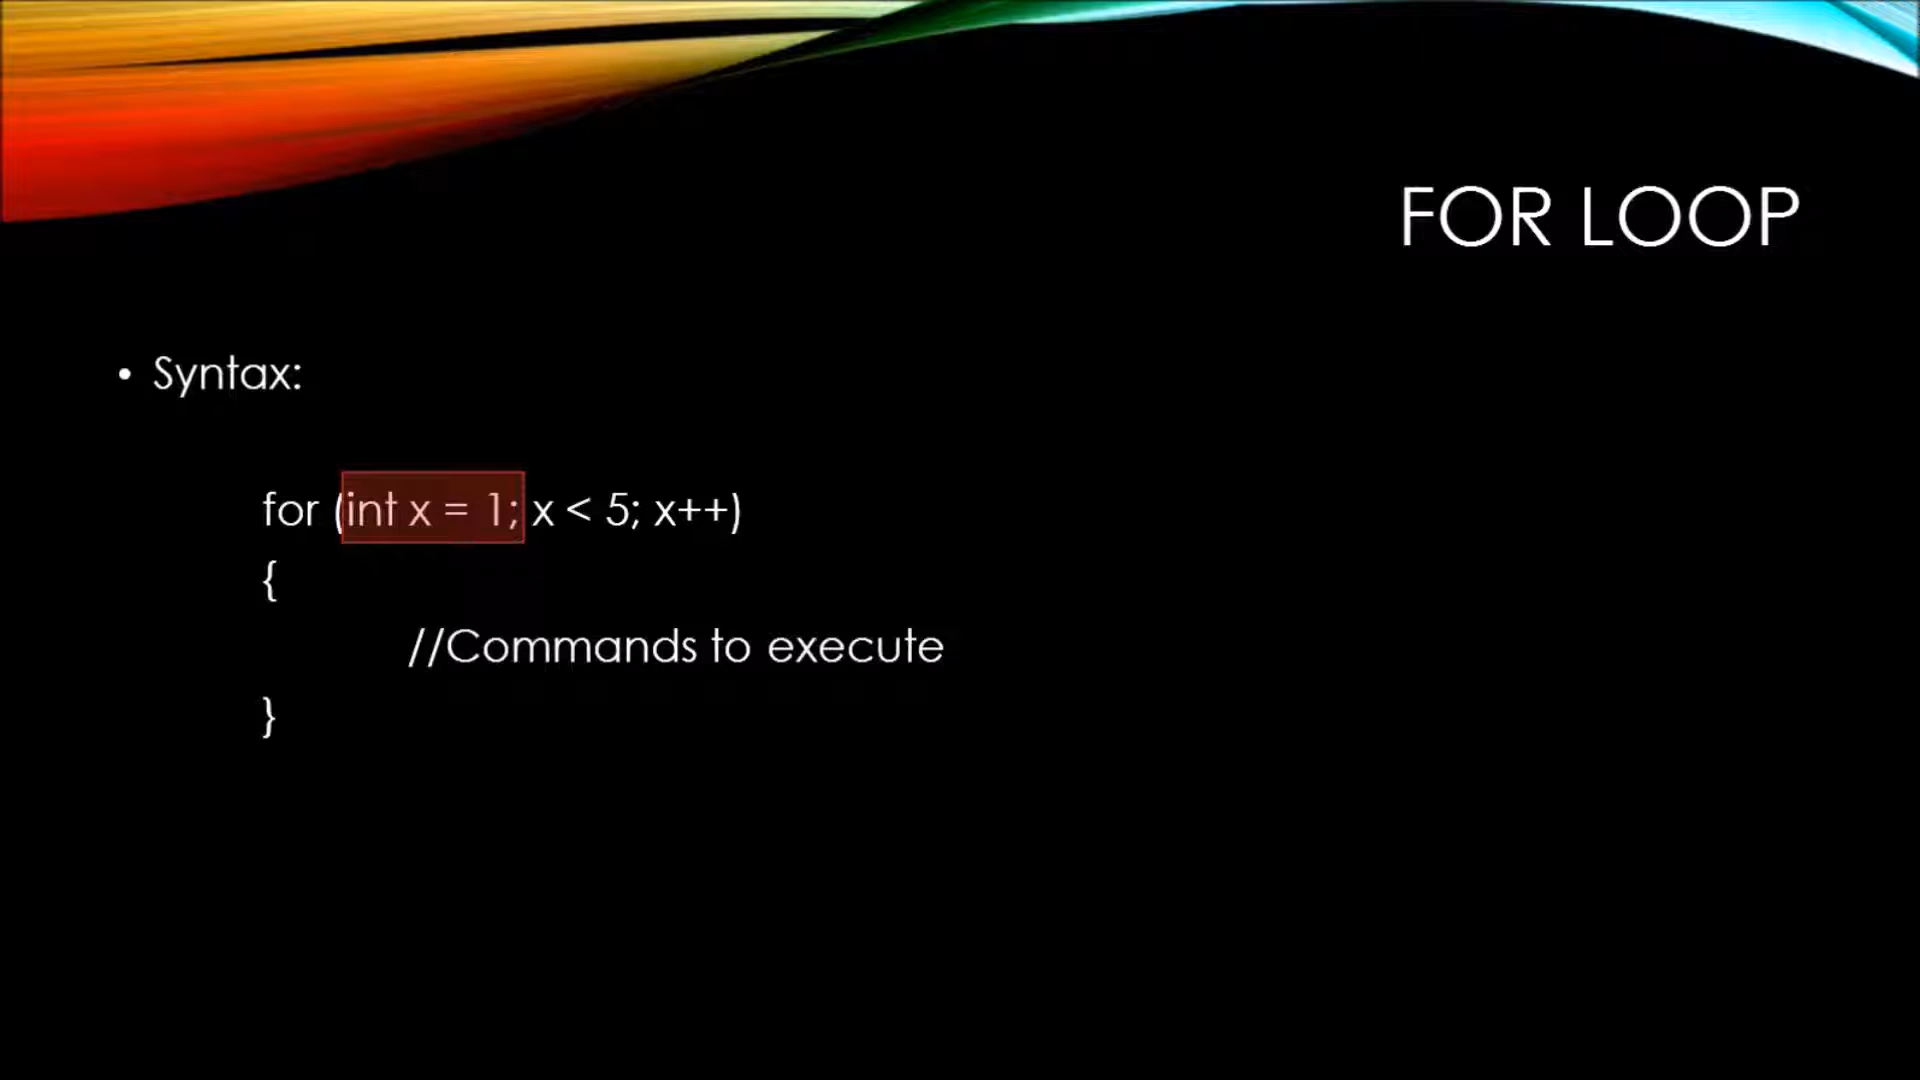 FOR LOOP
• Syntax:
for (int x = 1; x < 5; x++)
{
//Commands to execute
}